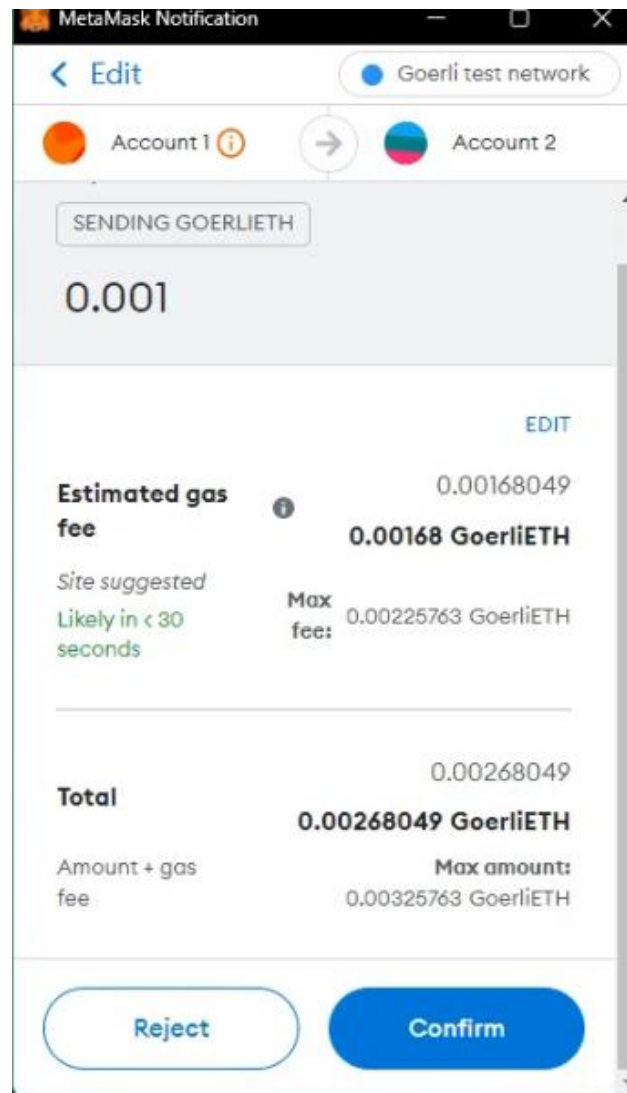 MetaMask Notification
Edit
Goerli test network
Account 1
Account 2
SENDING GOERLIETH
0.001
EDIT
Estimated gas
fee
0.00168049
0.00168 GoerliETH
Site suggested
Likely in < 30
seconds
Max
fee:
0.00225763 GoerliETH
Total
0.00268049
0.00268049 GoerliETH
Amount + gas
fee
Max amount:
0.00325763 GoerliETH
Reject
Confirm